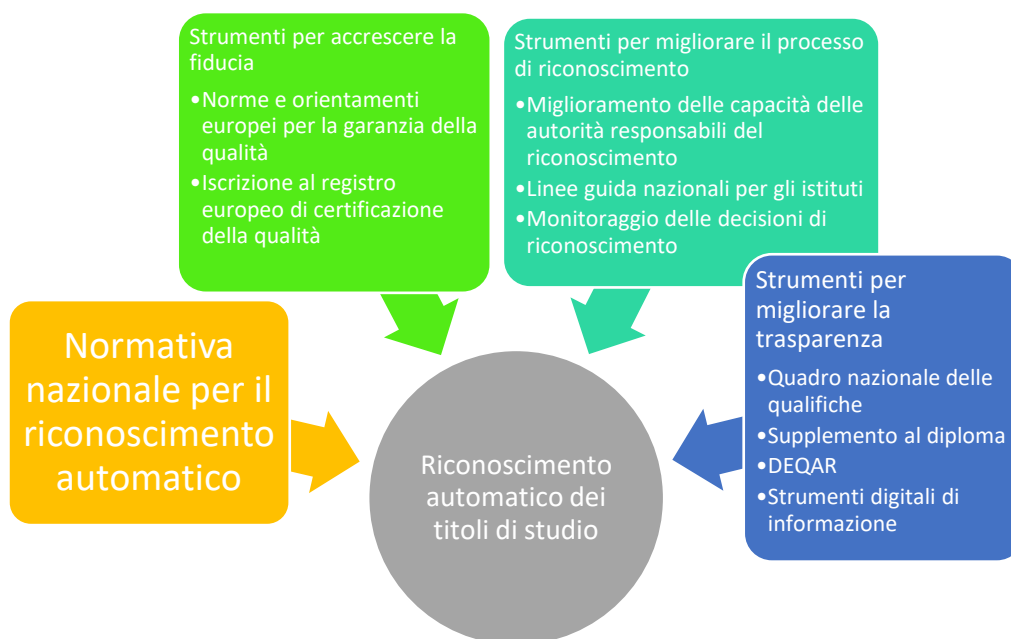 Strumenti per accrescere la
fiducia
•Norme e orientamenti
europei per la garanzia della
qualità
•Iscrizione al registro
europeo di certificazione
della qualità
Strumenti per migliorare il processo
di riconoscimento
•Miglioramento delle capacità delle
autorità responsabili del
riconoscimento
•Linee guida nazionali per gli istituti
•Monitoraggio delle decisioni di
riconoscimento
Strumenti per
migliorare la
trasparenza
•Quadro nazionale delle
qualifiche
•Supplemento al diploma
•DEQAR
•Strumenti digitali di
informazione
Normativa
nazionale per il
riconoscimento
automatico
Riconoscimento
automatico dei
titoli di studio